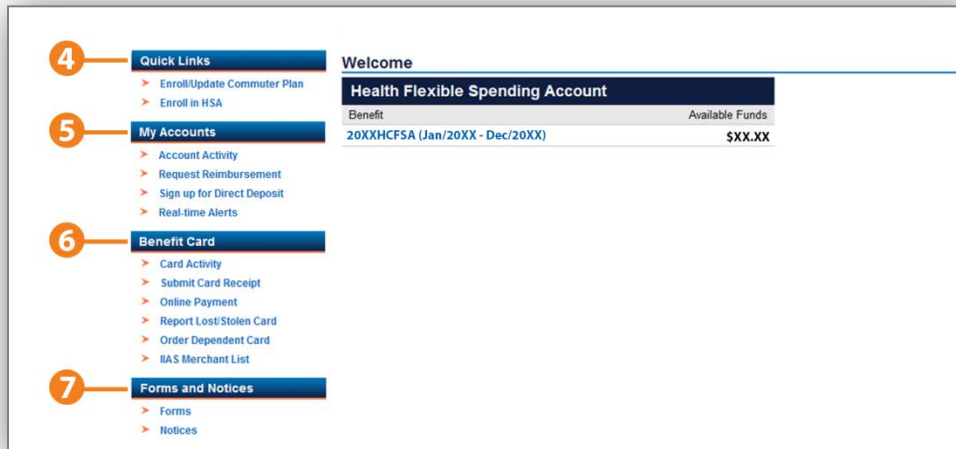 4
Quick Links
Enroll/Update Commuter Plan
Enroll in HSA
5
My Accounts
Account Activity
Request Reimbursement
Sign up for Direct Deposit
Real-time Alerts
6
Benefit Card
Card Activity
Submit Card Receipt
Online Payment
Report Lost/Stolen Card
Order Dependent Card
IIAS Merchant List
7
Forms and Notices
Forms
Notices
Welcome
Health Flexible Spending Account
Benefit Available Funds
20XXHCFSA (Jan/20XX - Dec/20XX) $XX.XX